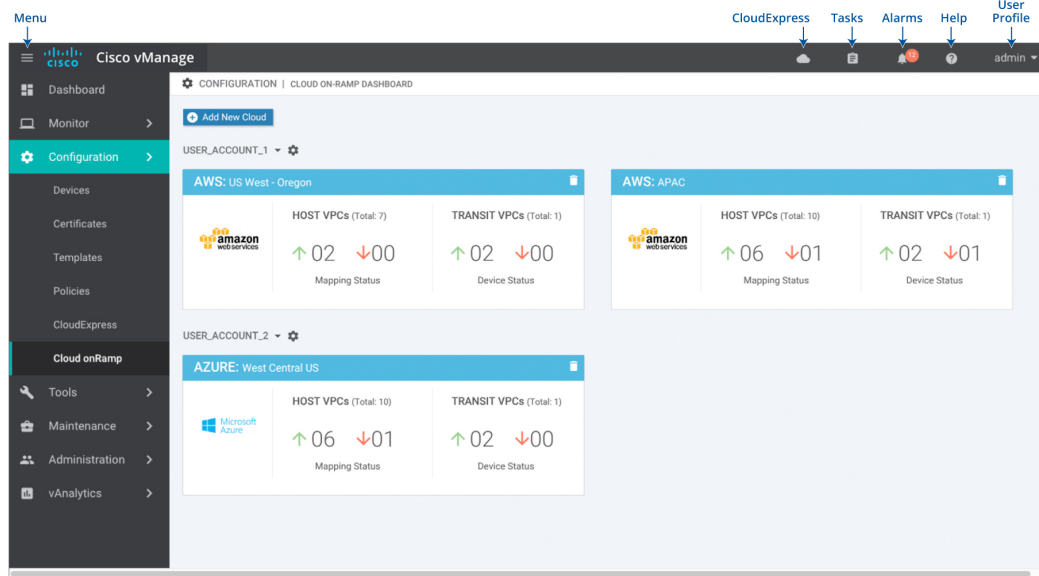 Menu
CloudExpress
Tasks
Alarms
Help
User
Profile
cisco
Cisco vManage
12
admin
Dashboard
Monitor
Configuration
Devices
Certificates
Templates
Policies
CloudExpress
Cloud onRamp
Tools
Maintenance
Administration
vAnalytics
CONFIGURATION | CLOUD ON-RAMP DASHBOARD
Add New Cloud
USER_ACCOUNT_1
AWS: US West - Oregon
amazon
webservices
HOST VPCs (Total: 7)
02 00
Mapping Status
TRANSIT VPCs (Total: 1)
02 00
Device Status
AWS: APAC
amazon
webservices
HOST VPCs (Total: 10)
06 01
Mapping Status
TRANSIT VPCs (Total: 1)
02 01
Device Status
USER_ACCOUNT_2
AZURE: West Central US
Microsoft
Azure
HOST VPCs (Total: 10)
06 01
Mapping Status
TRANSIT VPCs (Total: 1)
02 00
Device Status